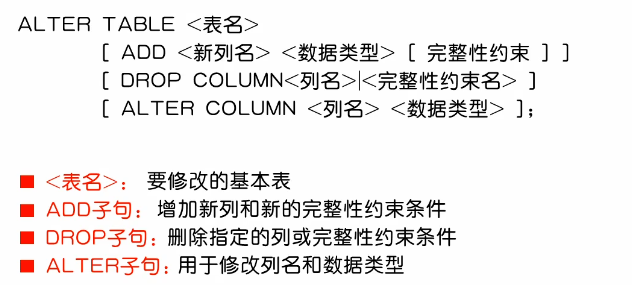 ALTER TABLE <表名>
[ ADD <新列名> <数据类型> [ 完整性约束 ] ]
[ DROP COLUMN<列名>|<完整性约束名> ]
[ ALTER COLUMN <列名> <数据类型> ];
■ <表名>: 要修改的基本表
■ ADD子句: 增加新列和新的完整性约束条件
■ DROP子句: 删除指定的列或完整性约束条件
■ ALTER子句: 用于修改列名和数据类型